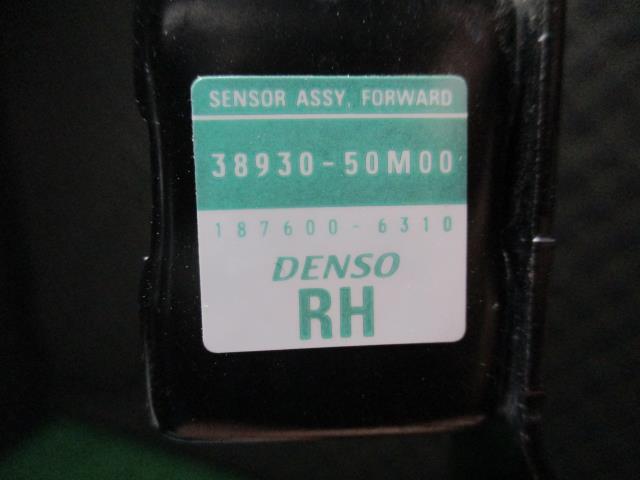 SENSOR ASSY, FORWARD
38930-50M00
187600-6310
DENSO
RH